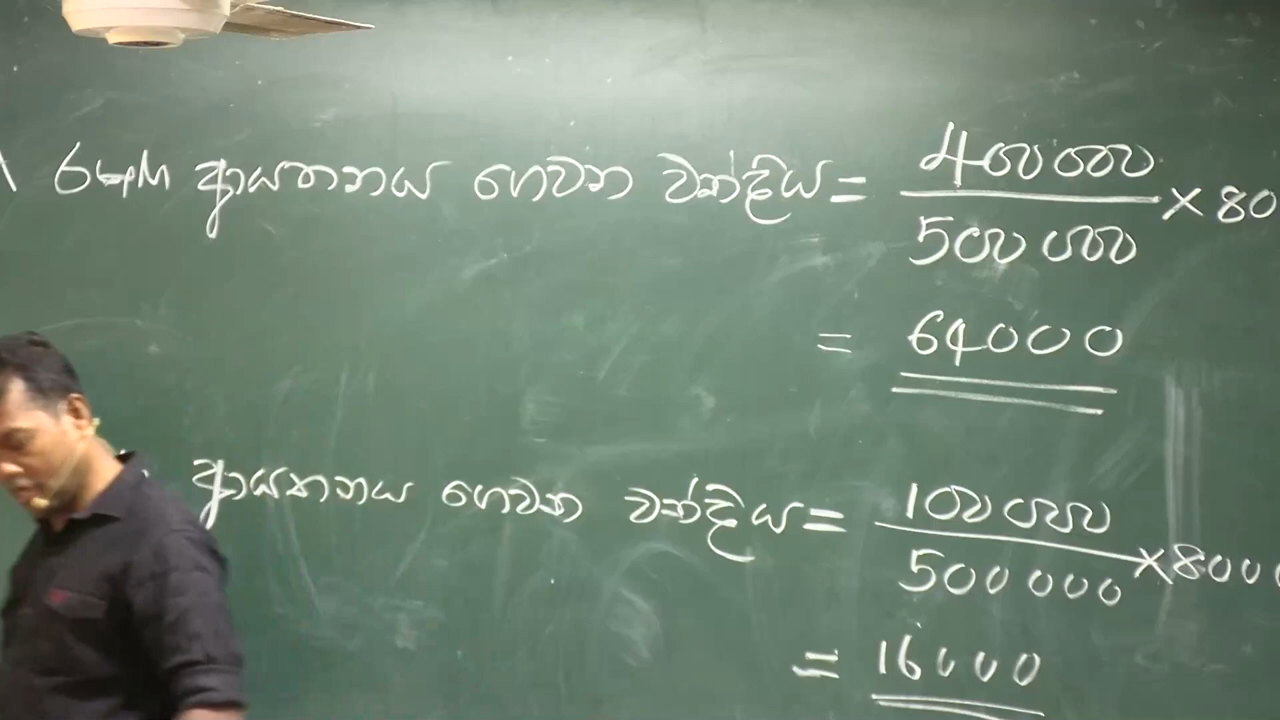 ආයතනය ගෙවන වන්දිය = 400000 / 500000 × 80
= 64000
ආයතනය ගෙවන වන්දිය = 100000 / 500000 × 8000
= 16000